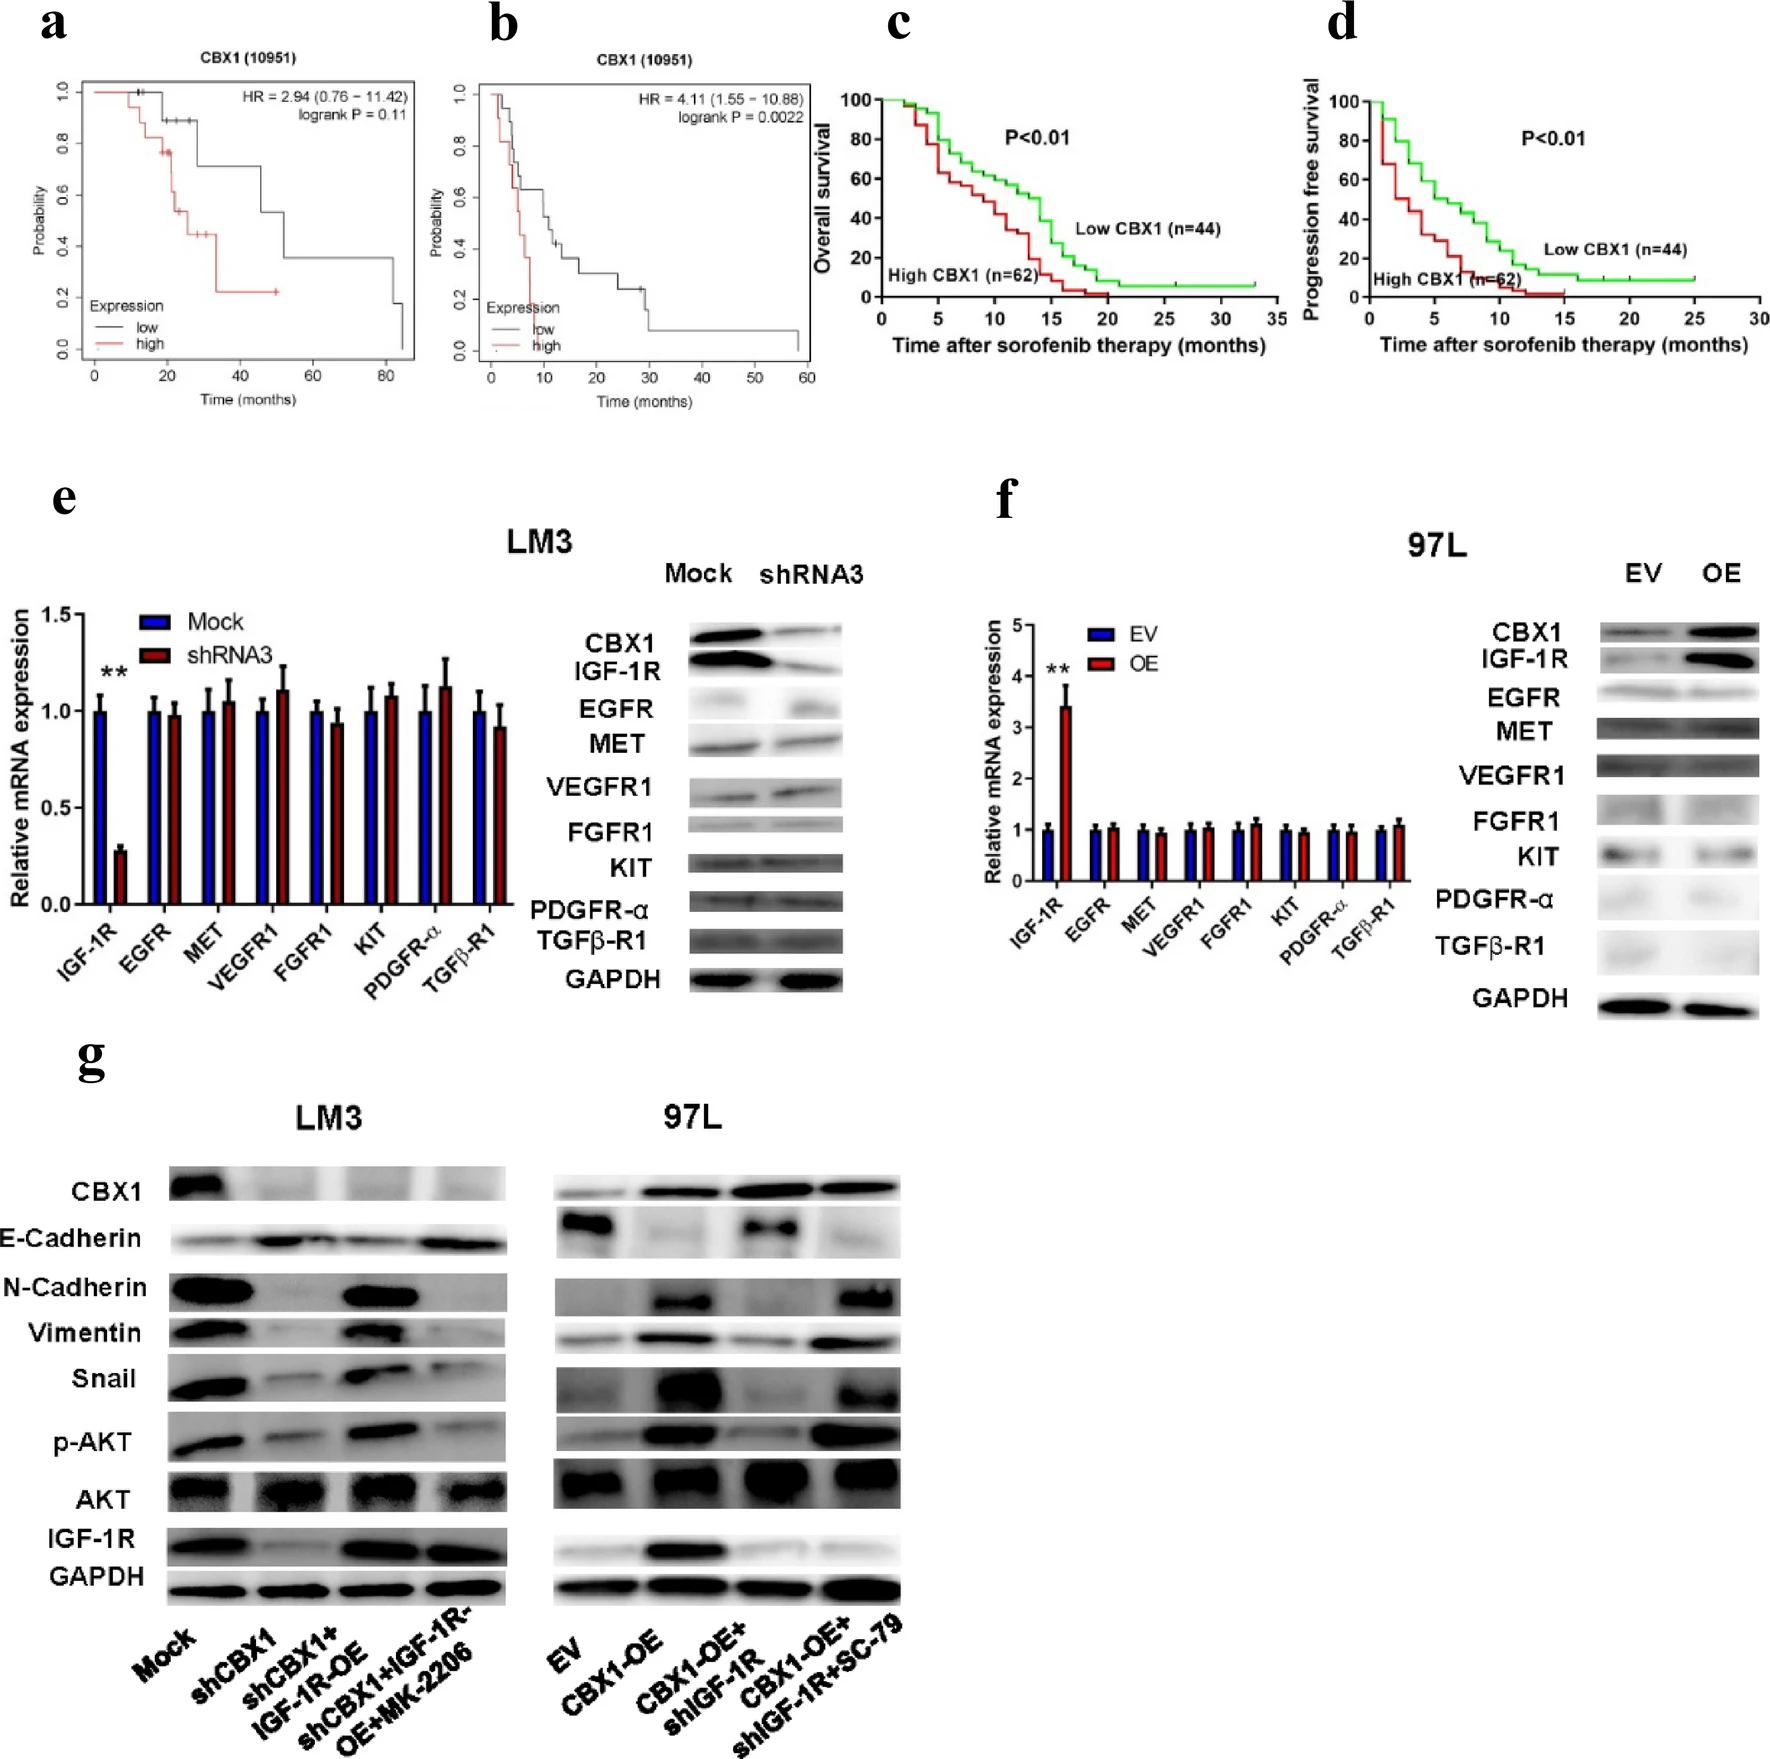 a
CBX1 (10951)
HR = 2.94 (0.76 − 11.42)
logrank P = 0.11
Probability
1.0
0.8
0.6
0.4
0.2
0.0
Expression
low
high
0 20 40 60 80
Time (months)
b
CBX1 (10951)
HR = 4.11 (1.55 − 10.88)
logrank P = 0.0022
Probability
1.0
0.8
0.6
0.4
0.2
0.0
Expression
low
high
0 10 20 30 40 50 60
Time (months)
c
Overall survival
100
80
60
40
20
0
P<0.01
Low CBX1 (n=44)
High CBX1 (n=62)
0 5 10 15 20 25 30 35
Time after sorofenib therapy (months)
d
Progression free survival
100
80
60
40
20
0
P<0.01
Low CBX1 (n=44)
High CBX1 (n=62)
0 5 10 15 20 25 30
Time after sorofenib therapy (months)
e
LM3
Relative mRNA expression
1.5
1.0
0.5
0.0
Mock
shRNA3
**
IGF-1R
EGFR
MET
VEGFR1
FGFR1
KIT
PDGFR-α
TGFβ-R1
Mock shRNA3
CBX1
IGF-1R
EGFR
MET
VEGFR1
FGFR1
KIT
PDGFR-α
TGFβ-R1
GAPDH
f
97L
Relative mRNA expression
5
4
3
2
1
0
EV
OE
**
IGF-1R
EGFR
MET
VEGFR1
FGFR1
KIT
PDGFR-α
TGFβ-R1
EV OE
CBX1
IGF-1R
EGFR
MET
VEGFR1
FGFR1
KIT
PDGFR-α
TGFβ-R1
GAPDH
g
LM3 97L
CBX1
E-Cadherin
N-Cadherin
Vimentin
Snail
p-AKT
AKT
IGF-1R
GAPDH
Mock
shCBX1
shCBX1+
IGF-1R-OE
shCBX1+IGF-1R-
OE+MK-2206
EV
CBX1-OE
CBX1-OE+
shIGF-1R
CBX1-OE+
shIGF-1R+SC-79